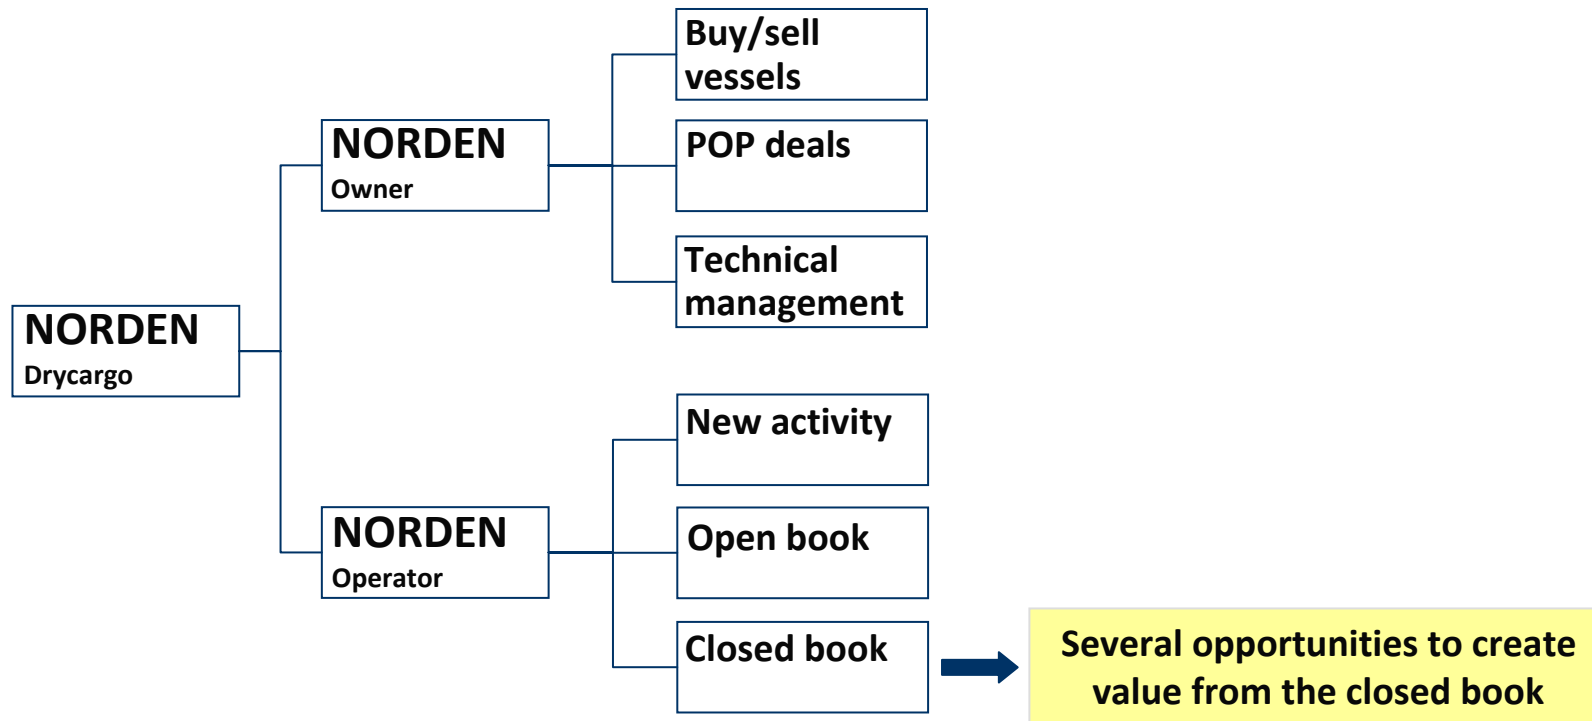 NORDEN
Drycargo
NORDEN
Owner
Buy/sell
vessels
POP deals
Technical
management
NORDEN
Operator
New activity
Open book
Closed book
Several opportunities to create
value from the closed book